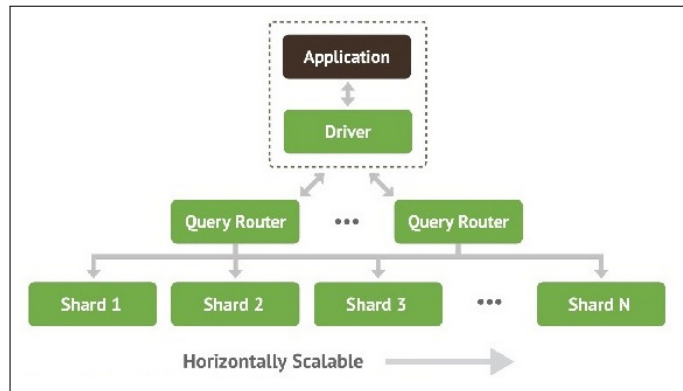 Application
Driver
Query Router ... Query Router
Shard 1 Shard 2 Shard 3 ... Shard N
Horizontally Scalable